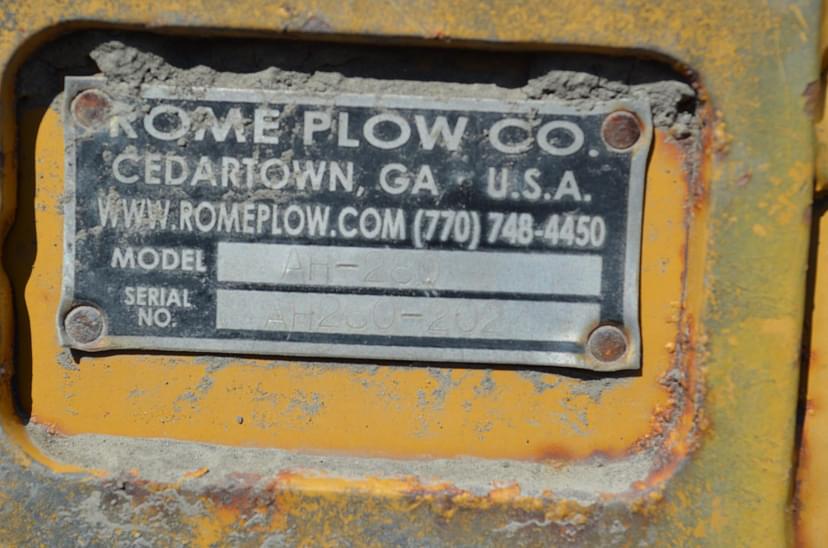 ROME PLOW CO.
CEDARTOWN, GA U.S.A.
WWW.ROMEPLOW.COM (770) 748-4450
MODEL
SERIAL
NO.